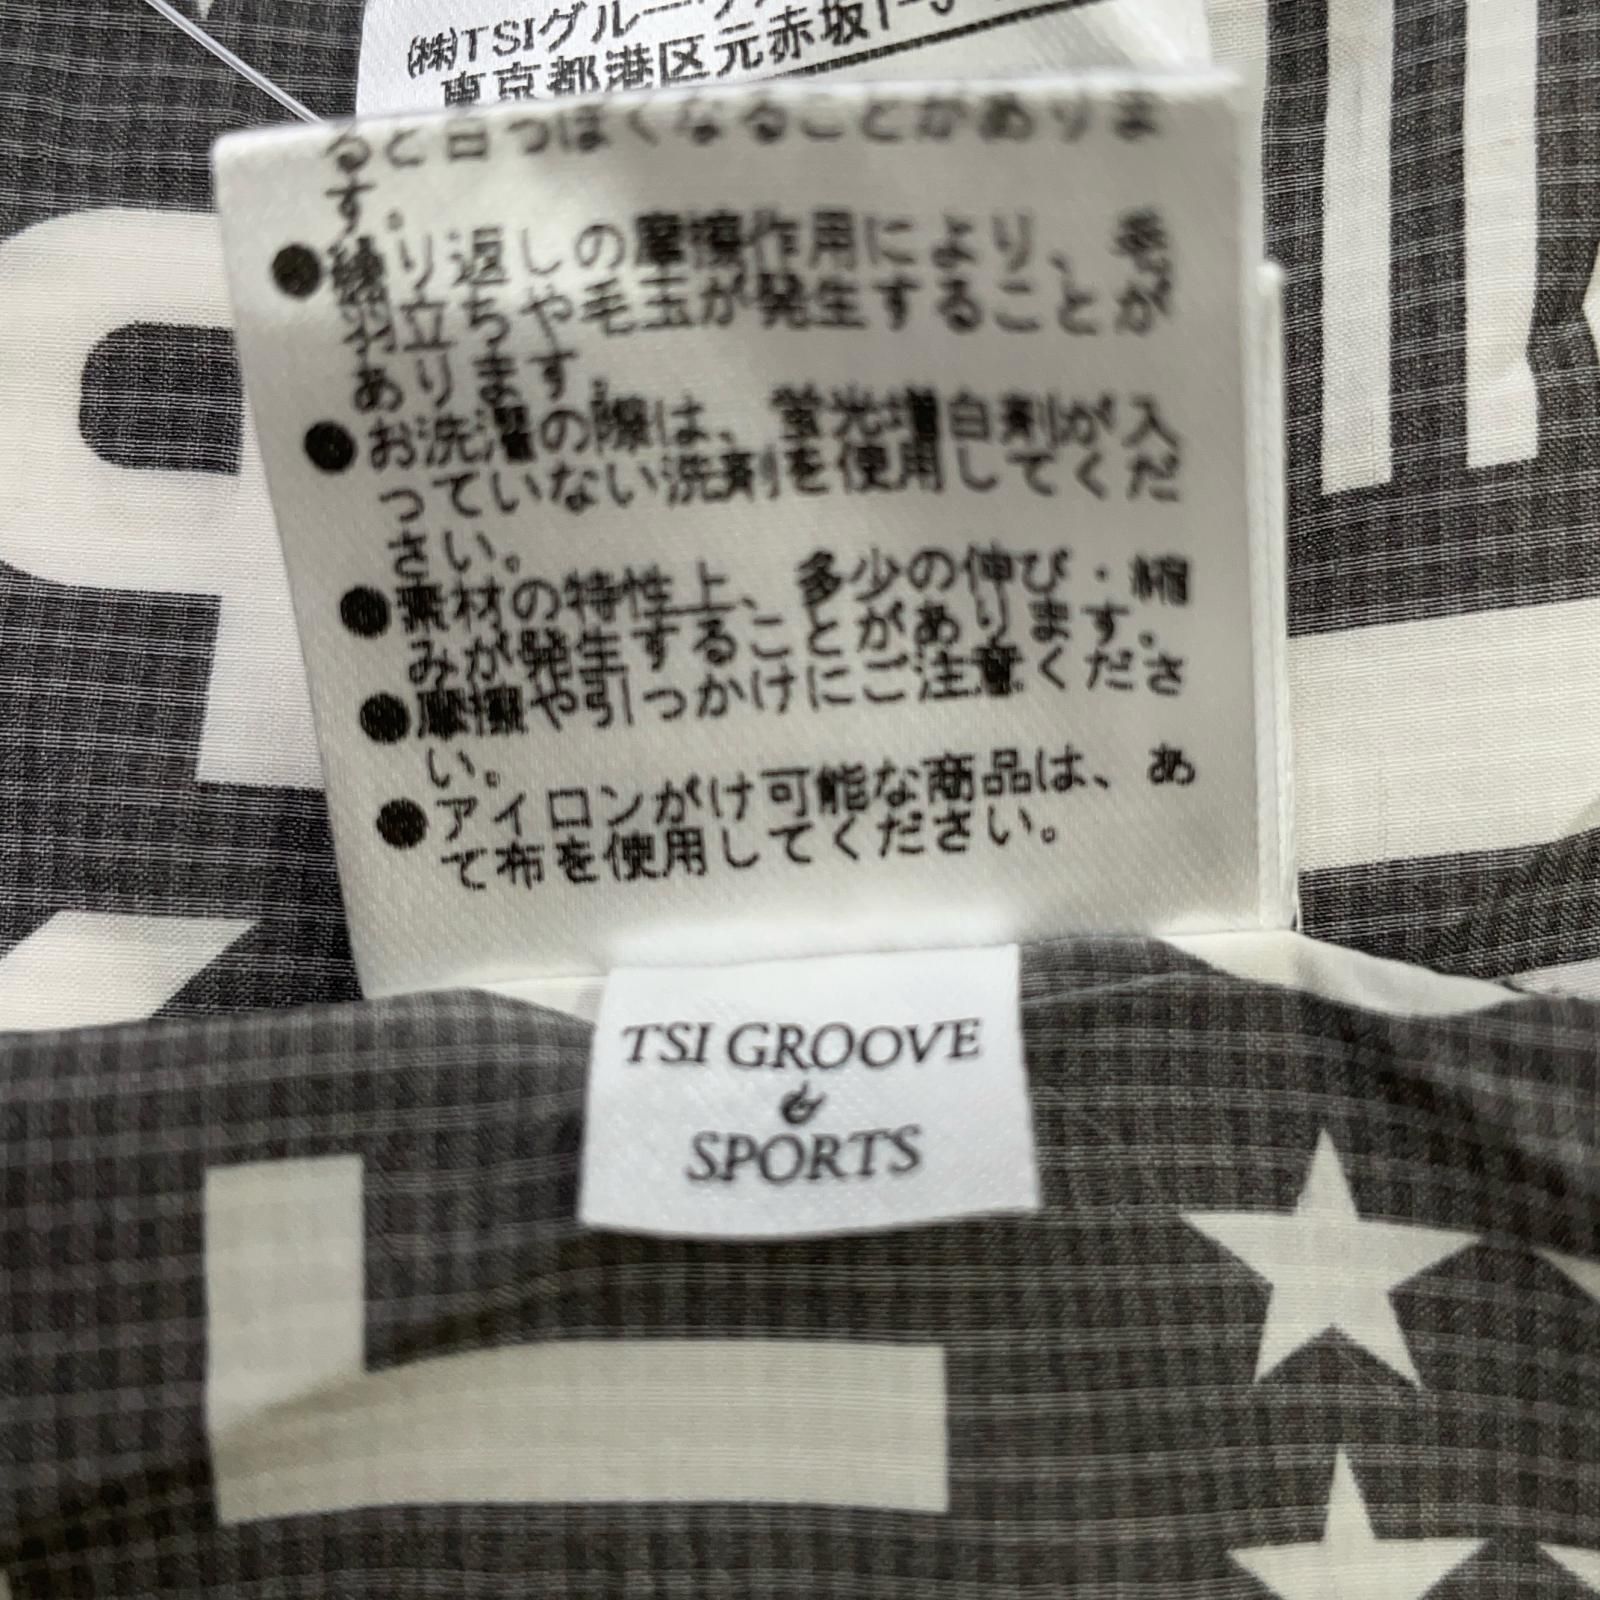 (株)TSIグルー
東京都港区元赤坂1-
ると白っぽくなることがありま
す。
●繰り返しの摩擦作用により、毛
羽立ちや毛玉が発生することが
あります。
●お洗濯の際は、蛍光増白剤が入
っていない洗剤を使用してくだ
さい。
●素材の特性上、多少の伸び・縮
みが発生することがあります。
●摩擦や引っかけにご注意くださ
い。
●アイロンがけ可能な商品は、あ
て布を使用してください。
TSI GROOVE
&
SPORTS